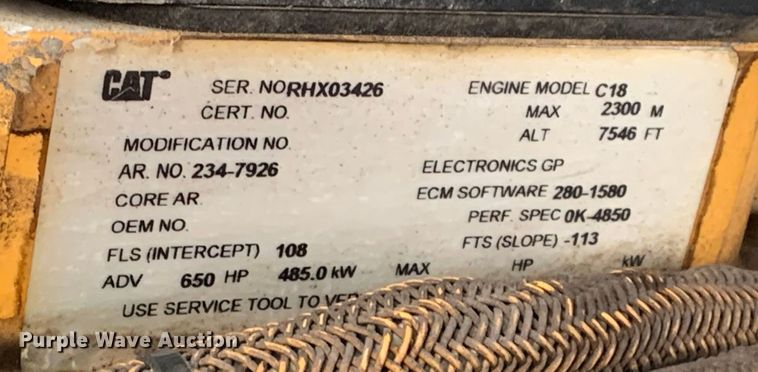 CAT® SER. NO RHX03426 ENGINE MODEL C18
CERT. NO. MAX 2300 M
MODIFICATION NO. ALT 7546 FT
AR. NO. 234-7926 ELECTRONICS GP
CORE AR. ECM SOFTWARE 280-1580
OEM NO. PERF. SPEC 0K-4850
FLS (INTERCEPT) 108 FTS (SLOPE) -113
ADV 650 HP 485.0 kW MAX HP kW
USE SERVICE TOOL TO
Purple Wave Auction